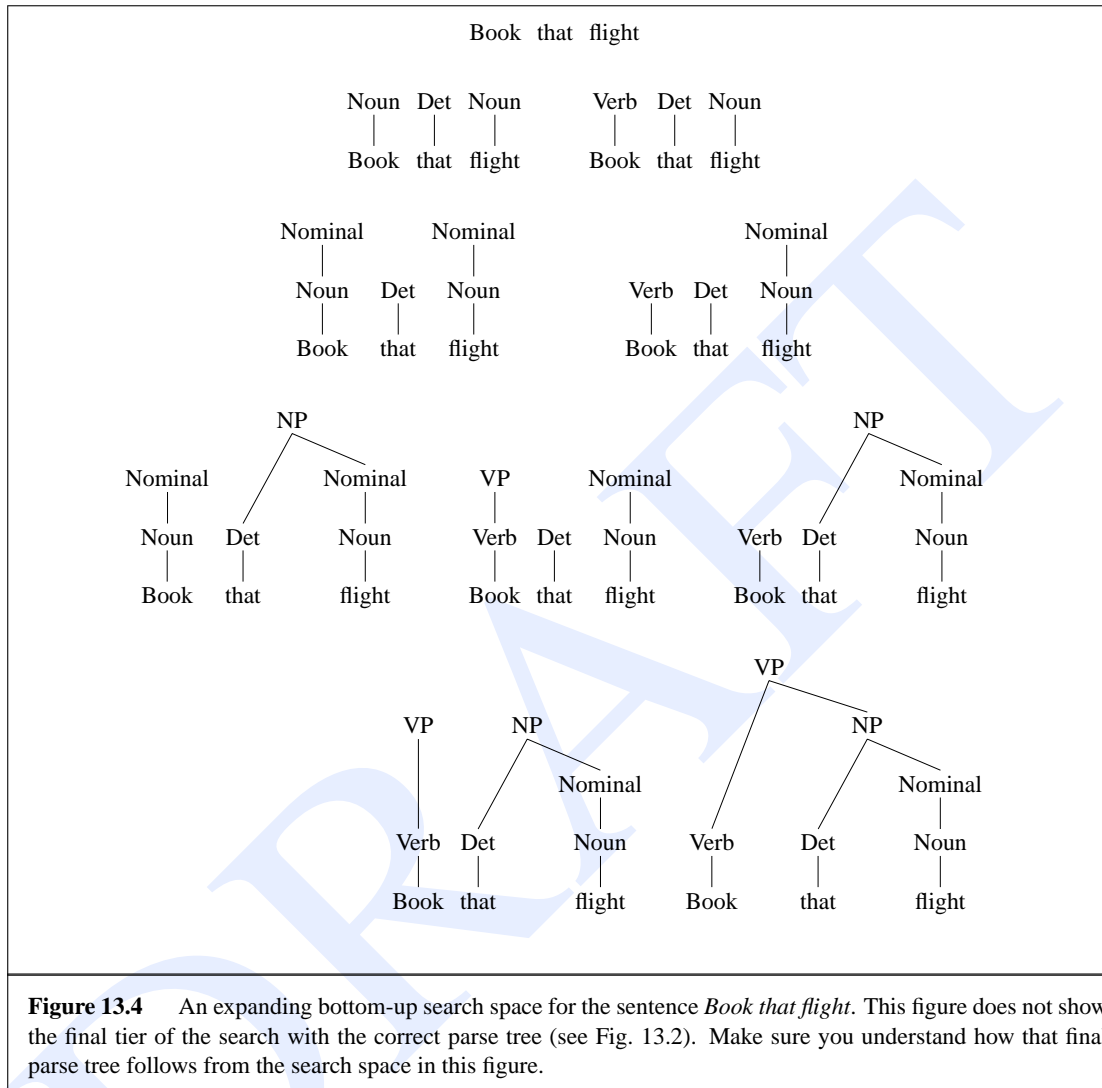 Book that flight
Noun Det Noun Verb Det Noun
Book that flight Book that flight
Nominal Nominal Nominal
Noun Det Noun Verb Det Noun
Book that flight Book that flight
NP NP
Nominal Nominal VP Nominal Nominal
Noun Det Noun Verb Det Noun Verb Det Noun
Book that flight Book that flight Book that flight
VP
VP NP NP
Nominal Nominal
Verb Det Noun Verb Det Noun
Book that flight Book that flight
Figure 13.4 An expanding bottom-up search space for the sentence Book that flight. This figure does not show
the final tier of the search with the correct parse tree (see Fig. 13.2). Make sure you understand how that final
parse tree follows from the search space in this figure.
DRAFT